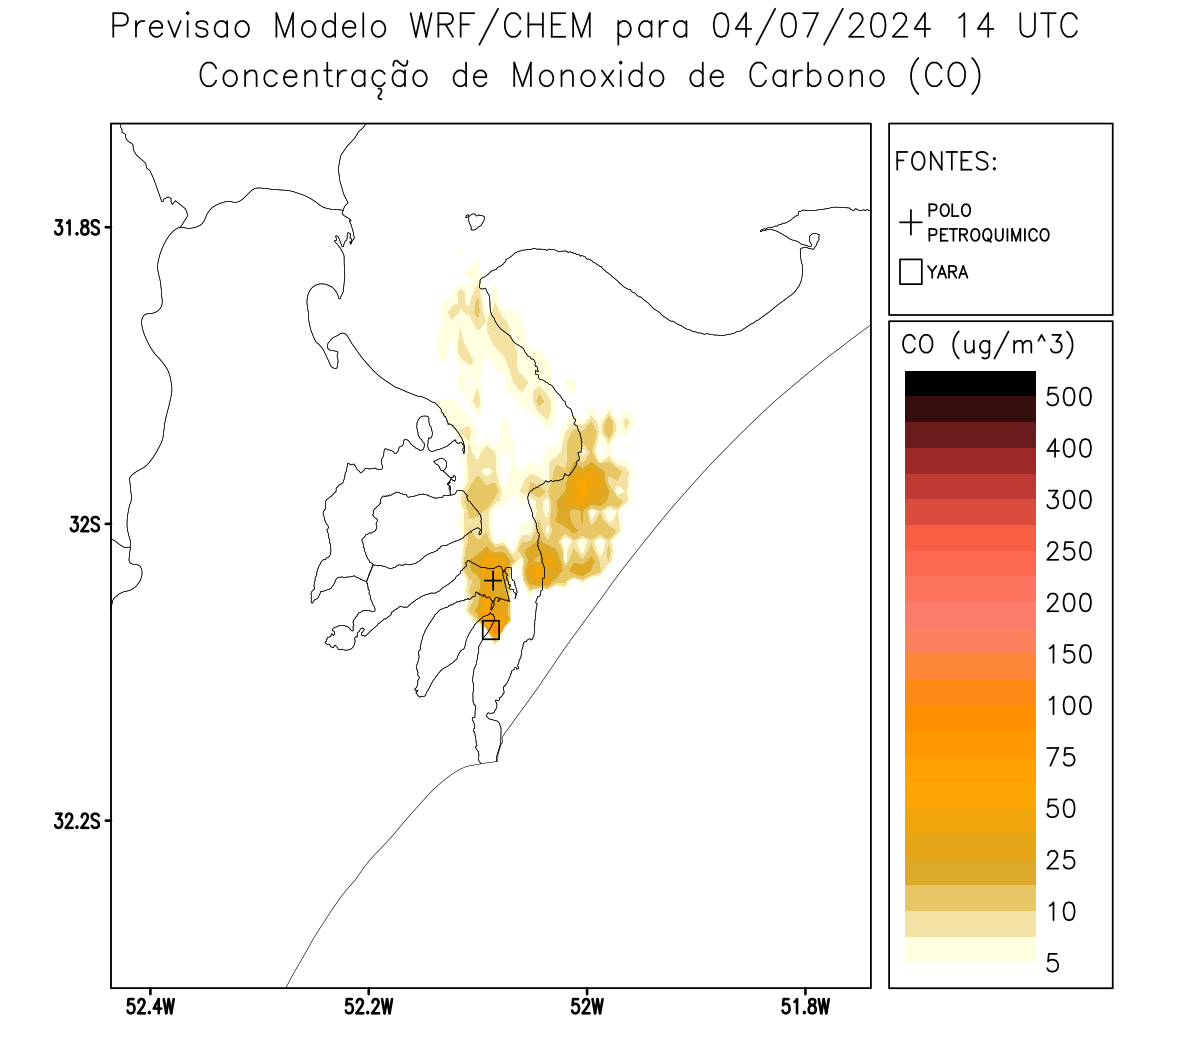 Previsao Modelo WRF/CHEM para 04/07/2024 14 UTC
Concentração de Monoxido de Carbono (CO)
FONTES:
POLO
PETROQUIMICO
YARA
CO (ug/m^3)
500
400
300
250
200
150
100
75
50
25
10
5
31.8S
32S
32.2S
52.4W
52.2W
52W
51.8W